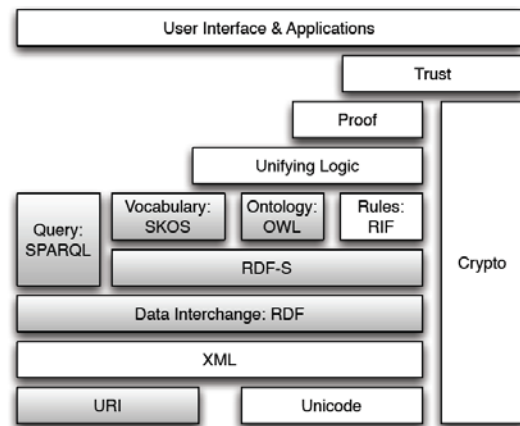 User Interface & Applications
Trust
Proof
Unifying Logic
Query:
SPARQL
Vocabulary:
SKOS
Ontology:
OWL
Rules:
RIF
Crypto
RDF-S
Data Interchange: RDF
XML
URI
Unicode